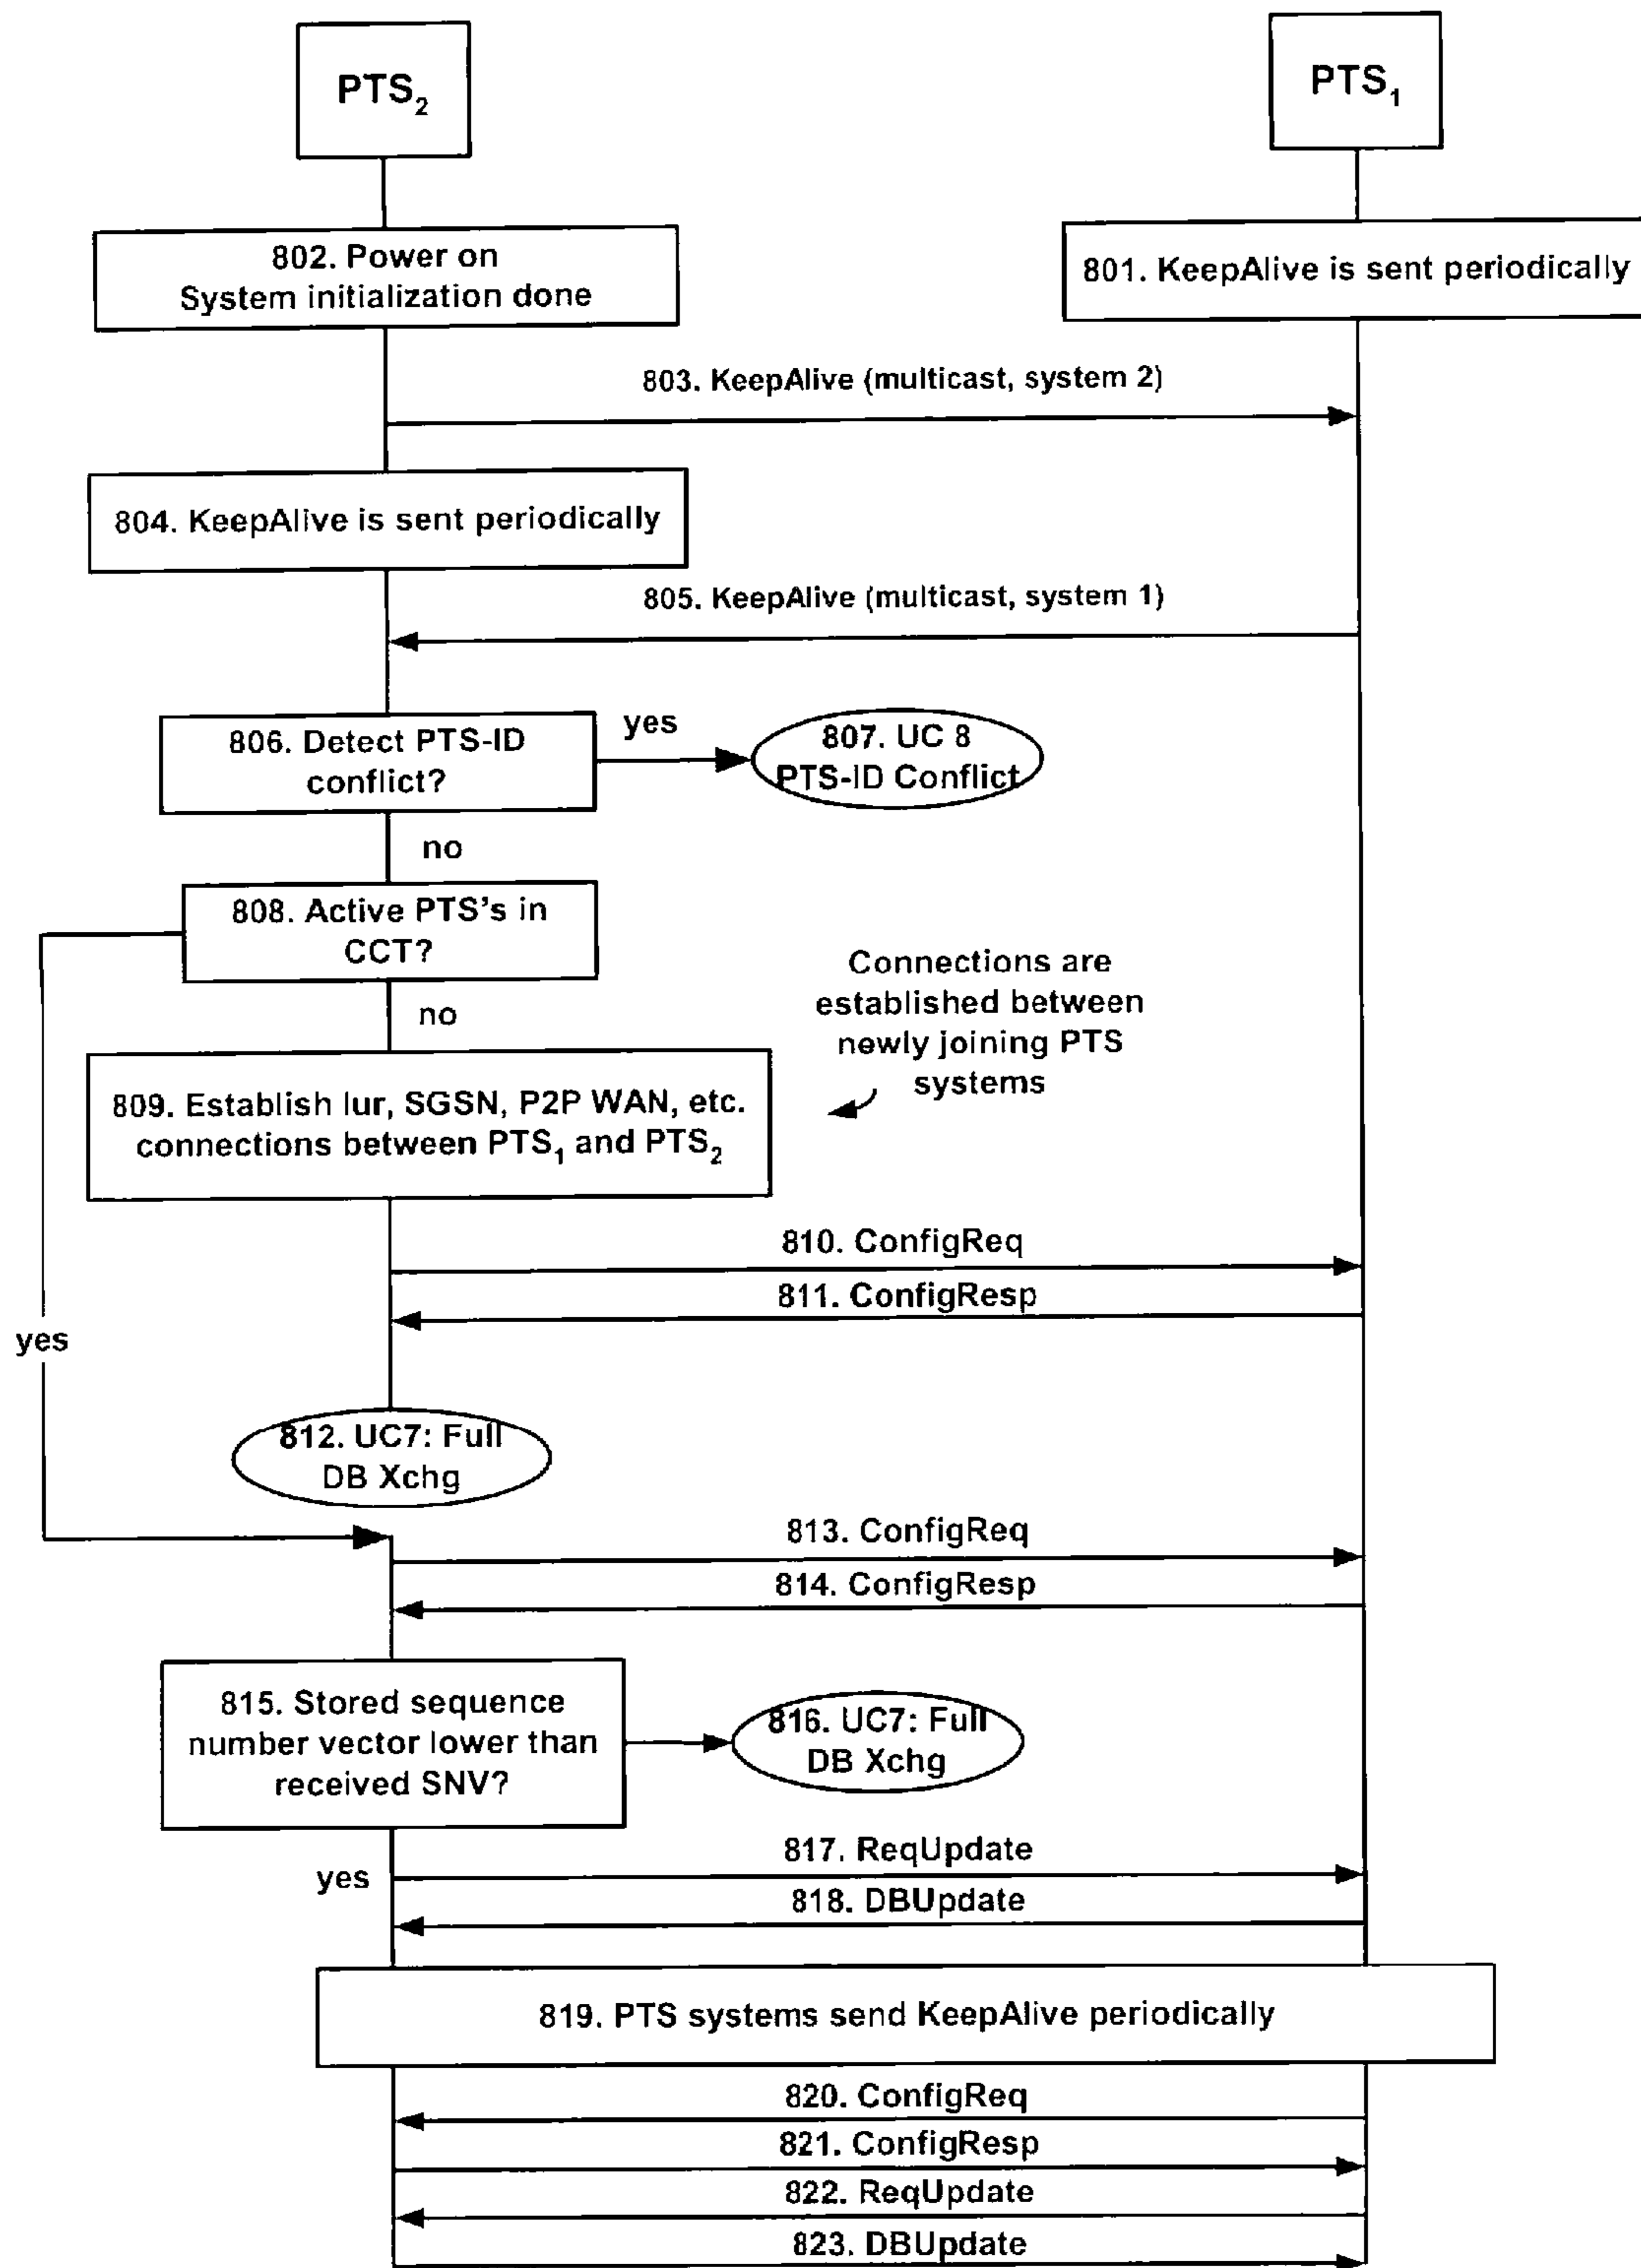 PTS2
PTS1
802. Power on
System initialization done
801. KeepAlive is sent periodically
803. KeepAlive (multicast, system 2)
804. KeepAlive is sent periodically
805. KeepAlive (multicast, system 1)
806. Detect PTS-ID
conflict?
yes
807. UC 8
PTS-ID Conflict
no
808. Active PTS's in
CCT?
no
Connections are
established between
newly joining PTS
systems
809. Establish Iur, SGSN, P2P WAN, etc.
connections between PTS1 and PTS2
810. ConfigReq
811. ConfigResp
yes
812. UC7: Full
DB Xchg
813. ConfigReq
814. ConfigResp
815. Stored sequence
number vector lower than
received SNV?
816. UC7: Full
DB Xchg
817. ReqUpdate
yes
818. DBUpdate
819. PTS systems send KeepAlive periodically
820. ConfigReq
821. ConfigResp
822. ReqUpdate
823. DBUpdate